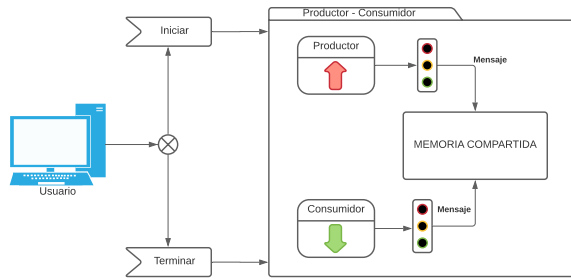 Productor - Consumidor
Iniciar
Productor
Mensaje
MEMORIA COMPARTIDA
Usuario
Consumidor
Mensaje
Terminar